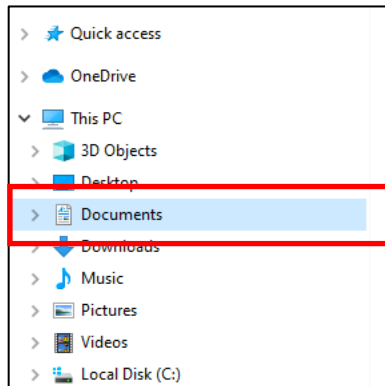 Quick access
OneDrive
This PC
3D Objects
Desktop
Documents
Downloads
Music
Pictures
Videos
Local Disk (C:)